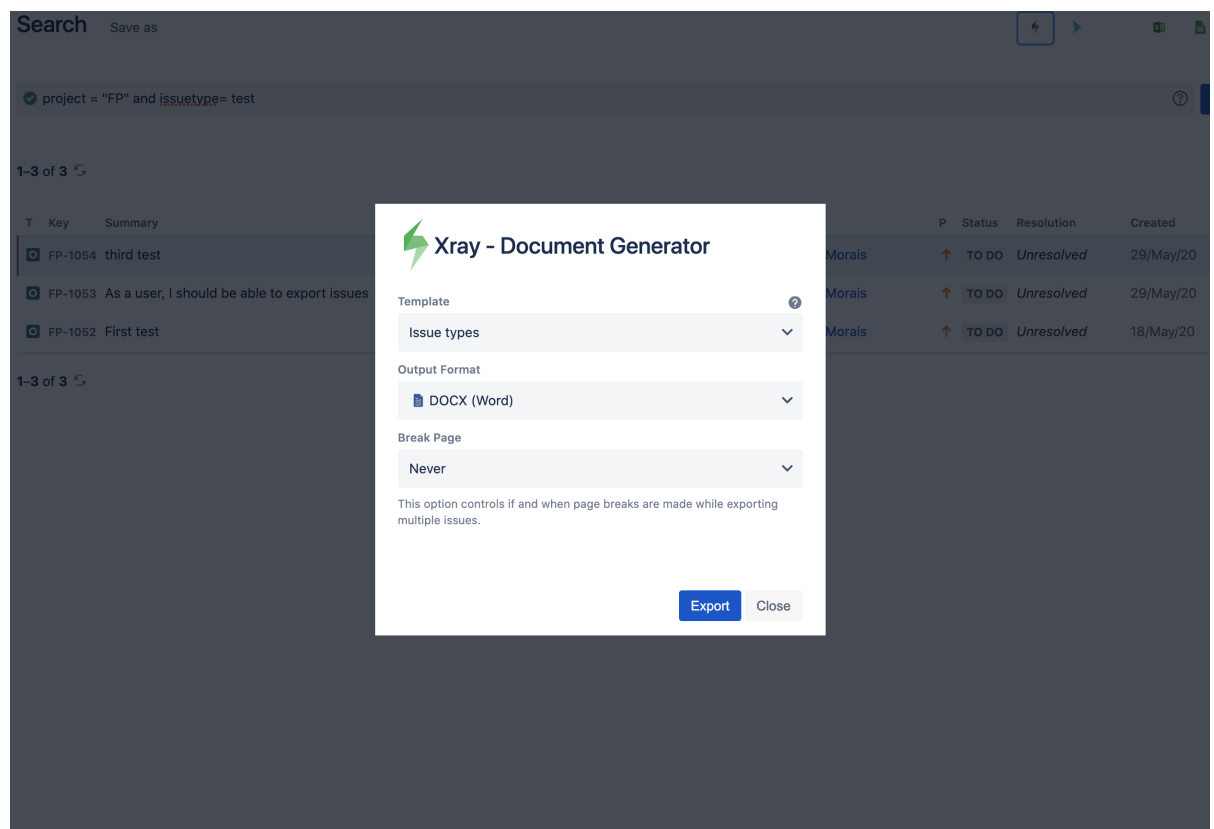 Search Save as
project = "FP" and issuetype= test
1–3 of 3
T Key Summary P Status Resolution Created
FP-1054 third test Morais TO DO Unresolved 29/May/20
FP-1053 As a user, I should be able to export issues Morais TO DO Unresolved 29/May/20
FP-1052 First test Morais TO DO Unresolved 18/May/20
1–3 of 3
Xray - Document Generator
Template
Issue types
Output Format
DOCX (Word)
Break Page
Never
This option controls if and when page breaks are made while exporting
multiple issues.
Export Close